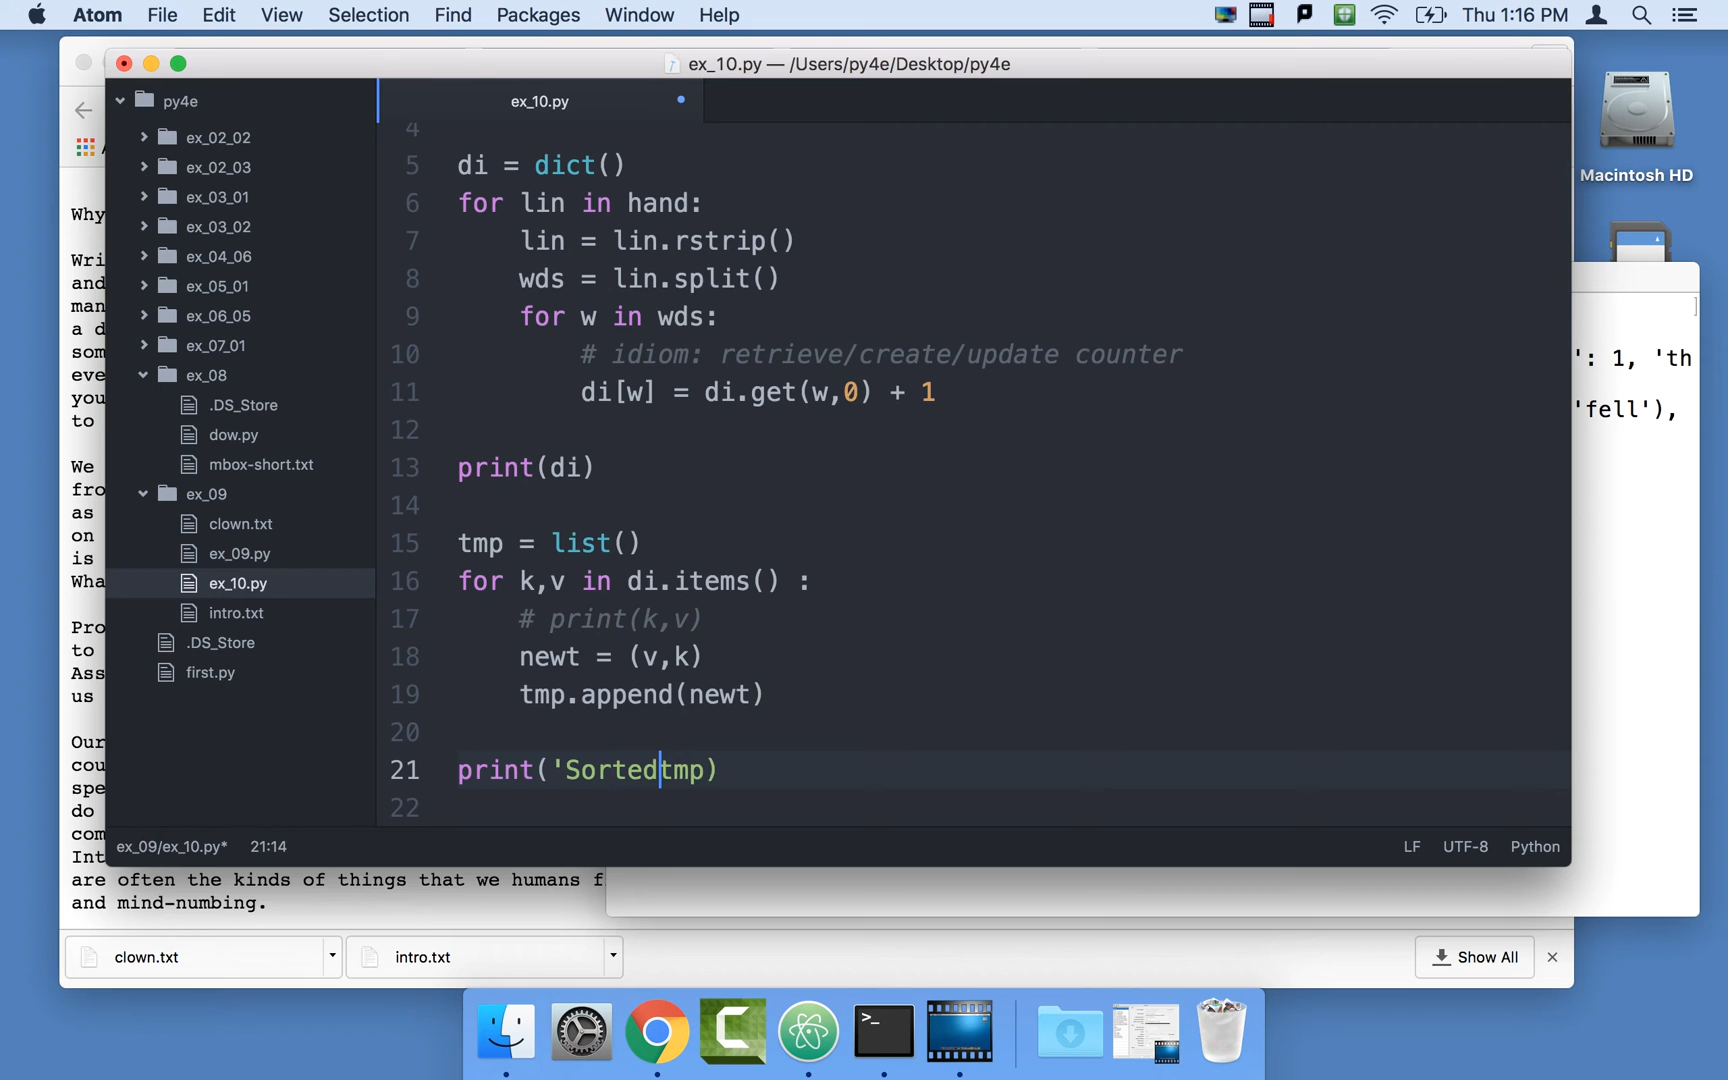 Atom File Edit View Selection Find Packages Window Help Thu 1:16 PM
ex_10.py — /Users/py4e/Desktop/py4e
Macintosh HD
py4e
ex_02_02
ex_02_03
ex_03_01
ex_03_02
ex_04_06
ex_05_01
ex_06_05
ex_07_01
ex_08
.DS_Store
dow.py
mbox-short.txt
ex_09
clown.txt
ex_09.py
ex_10.py
intro.txt
.DS_Store
first.py
ex_10.py
4
5 di = dict()
6 for lin in hand:
7 lin = lin.rstrip()
8 wds = lin.split()
9 for w in wds:
10 # idiom: retrieve/create/update counter
11 di[w] = di.get(w,0) + 1
12
13 print(di)
14
15 tmp = list()
16 for k,v in di.items() :
17 # print(k,v)
18 newt = (v,k)
19 tmp.append(newt)
20
21 print('Sortedtmp)
22
ex_09/ex_10.py* 21:14 LF UTF-8 Python
Why
Wri
and
man
a d
som
eve
you
to
We
fro
as
on
is
Wha
Pro
to
Ass
us
Our
cou
spe
do
com
Int
are often the kinds of things that we humans f
and mind-numbing.
]
': 1, 'th
'fell'),
clown.txt intro.txt Show All
>_